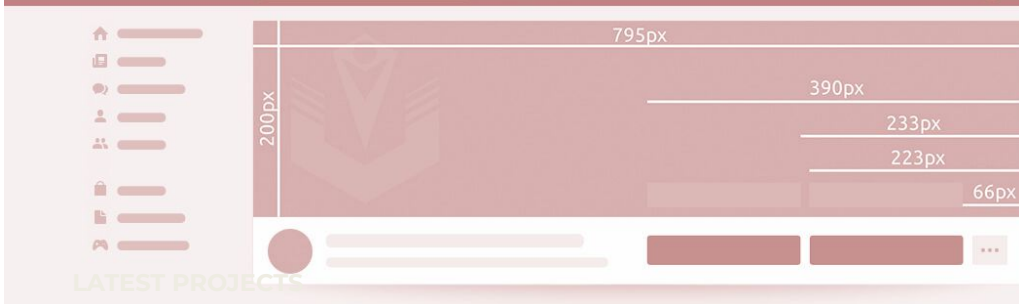 795px
390px
200px
233px
223px
66px
LATEST PROJECTS